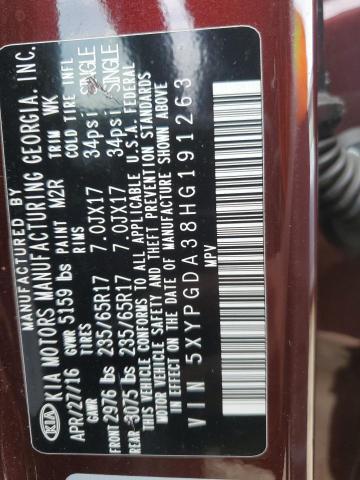 MANUFACTURED BY
KIA KIA MOTORS MANUFACTURING GEORGIA, INC.
APR/27/16 GVWR 5159 lbs PAINT M2R TRIM WK
GAWR TIRES RIMS COLD TIRE INFL
FRONT 2976 lbs 235/65R17 7.0JX17 34psi SINGLE
REAR 3075 lbs 235/65R17 7.0JX17 34psi SINGLE
THIS VEHICLE CONFORMS TO ALL APPLICABLE U.S.A. FEDERAL
MOTOR VEHICLE SAFETY AND THEFT PREVENTION STANDARDS
IN EFFECT ON THE DATE OF MANUFACTURE SHOWN ABOVE.
VIN 5XYPGDA38HG191263
MPV